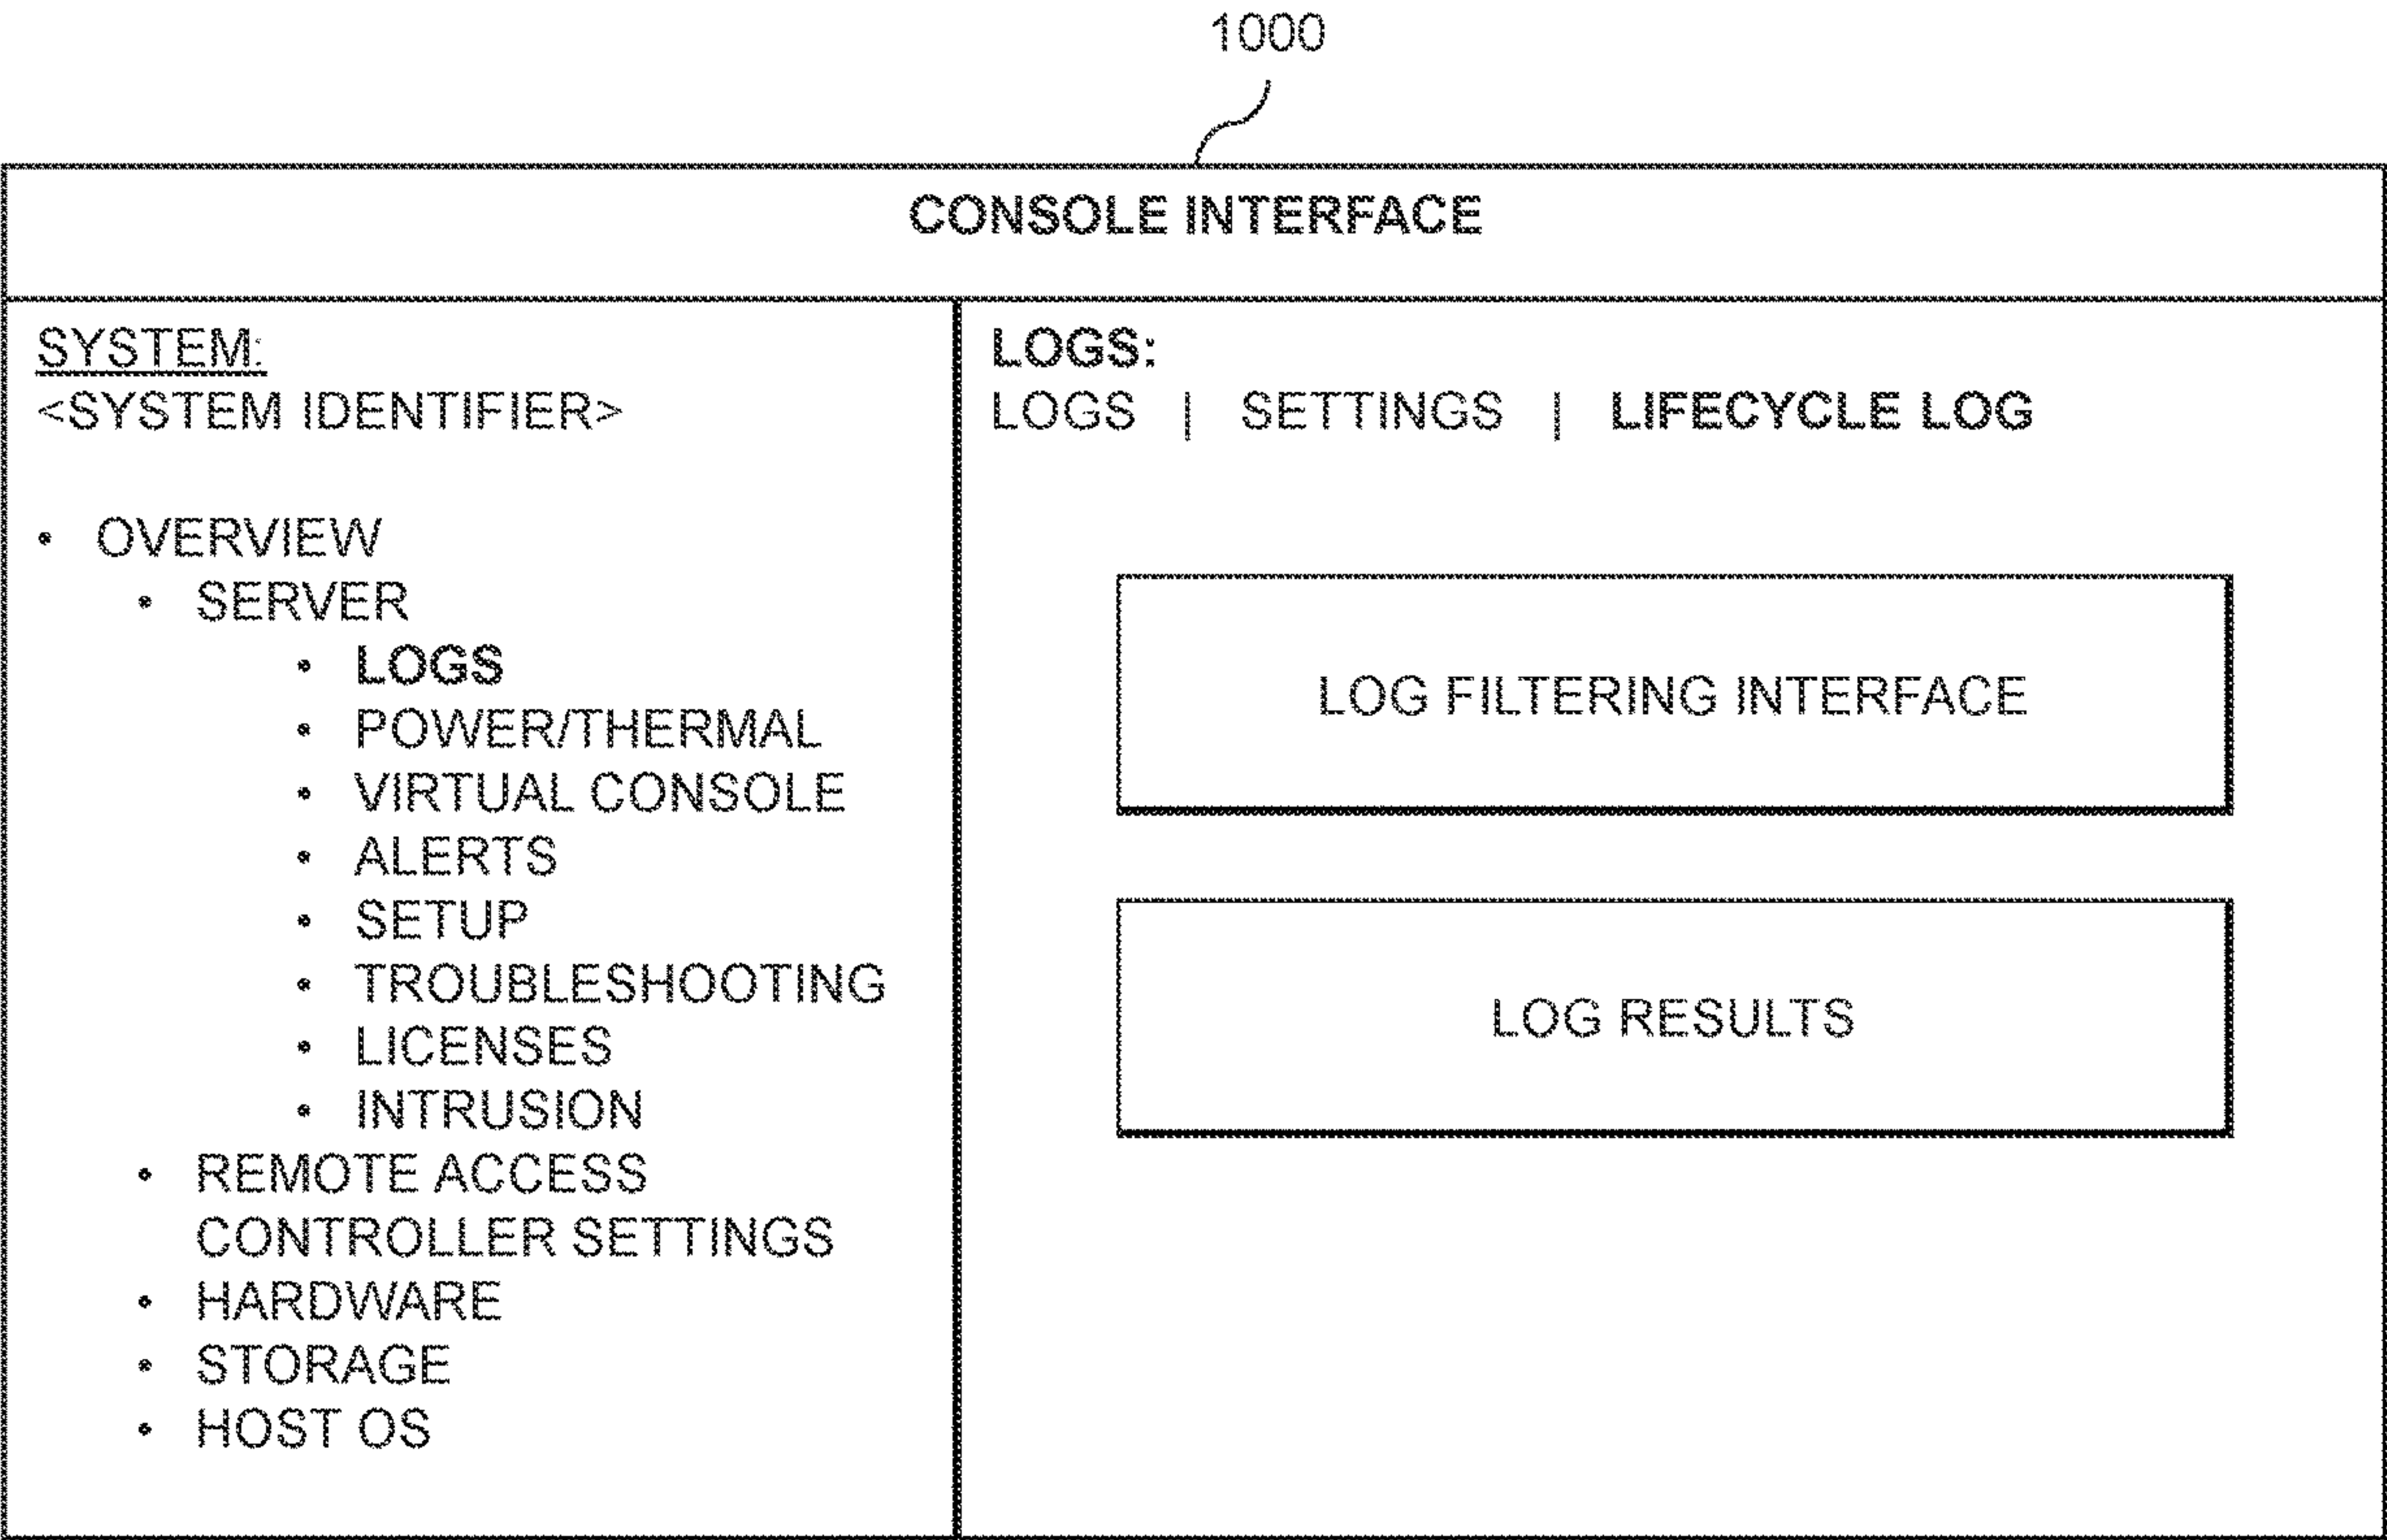 1000
CONSOLE INTERFACE
SYSTEM:
<SYSTEM IDENTIFIER>
• OVERVIEW
• SERVER
• LOGS
• POWER/THERMAL
• VIRTUAL CONSOLE
• ALERTS
• SETUP
• TROUBLESHOOTING
• LICENSES
• INTRUSION
• REMOTE ACCESS
CONTROLLER SETTINGS
• HARDWARE
• STORAGE
• HOST OS
LOGS:
LOGS | SETTINGS | LIFECYCLE LOG
LOG FILTERING INTERFACE
LOG RESULTS